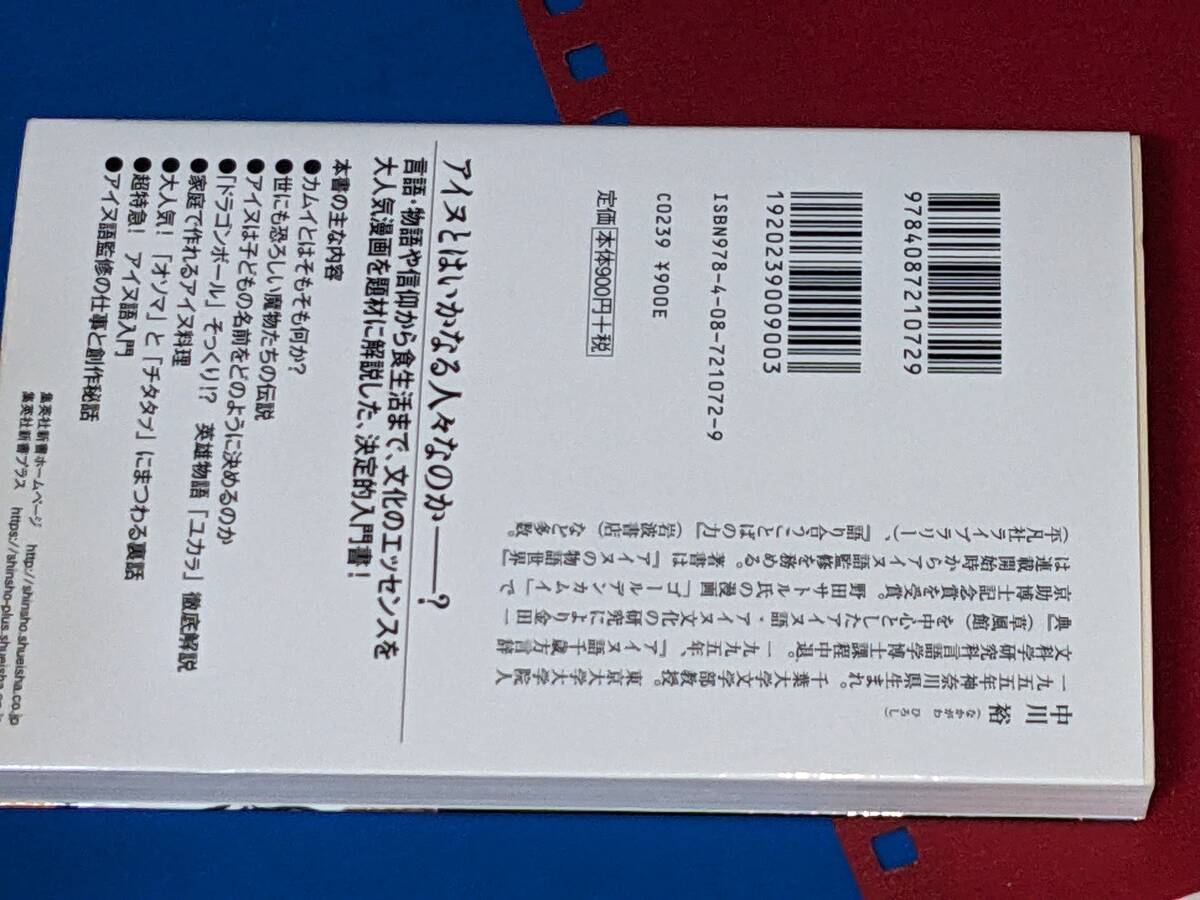 9784087210729
1920239009003
ISBN978-4-08-721072-9
C0239 ¥900E
定価 本体900円+税
中川 裕(なかがわ ひろし)
一九五五年神奈川県生まれ。千葉大学文学部教授。東京大学大学院人
文科学研究科言語学博士課程中退。一九九五年、『アイヌ語千歳方言辞
典』(草風館)を中心としたアイヌ語・アイヌ文化の研究により金田一
京助博士記念賞を受賞。野田サトル氏の漫画「ゴールデンカムイ」で
は連載開始時からアイヌ語監修を務める。著書は『アイヌの物語世界』
(平凡社ライブラリー)、『語り合うことばの力』(岩波書店)など多数。
アイヌとはいかなる人々なのか――?
言語・物語や信仰から食生活まで、文化のエッセンスを
大人気漫画を題材に解説した、決定的入門書!
本書の主な内容
●カムイとはそもそも何か?
●世にも恐ろしい魔物たちの伝説
●アイヌは子どもの名前をどのように決めるのか
●「ドラゴンボール」そっくり!? 英雄物語「ユカㇻ」徹底解説
●家庭で作れるアイヌ料理
●大人気!「オソマ」と「チタタㇷ゚」にまつわる裏話
●超特急! アイヌ語入門
●アイヌ語監修の仕事と創作秘話
集英社新書ホームページ http://shinsho.shueisha.co.jp
集英社新書プラス https://shinsho-plus.shueisha.co.jp